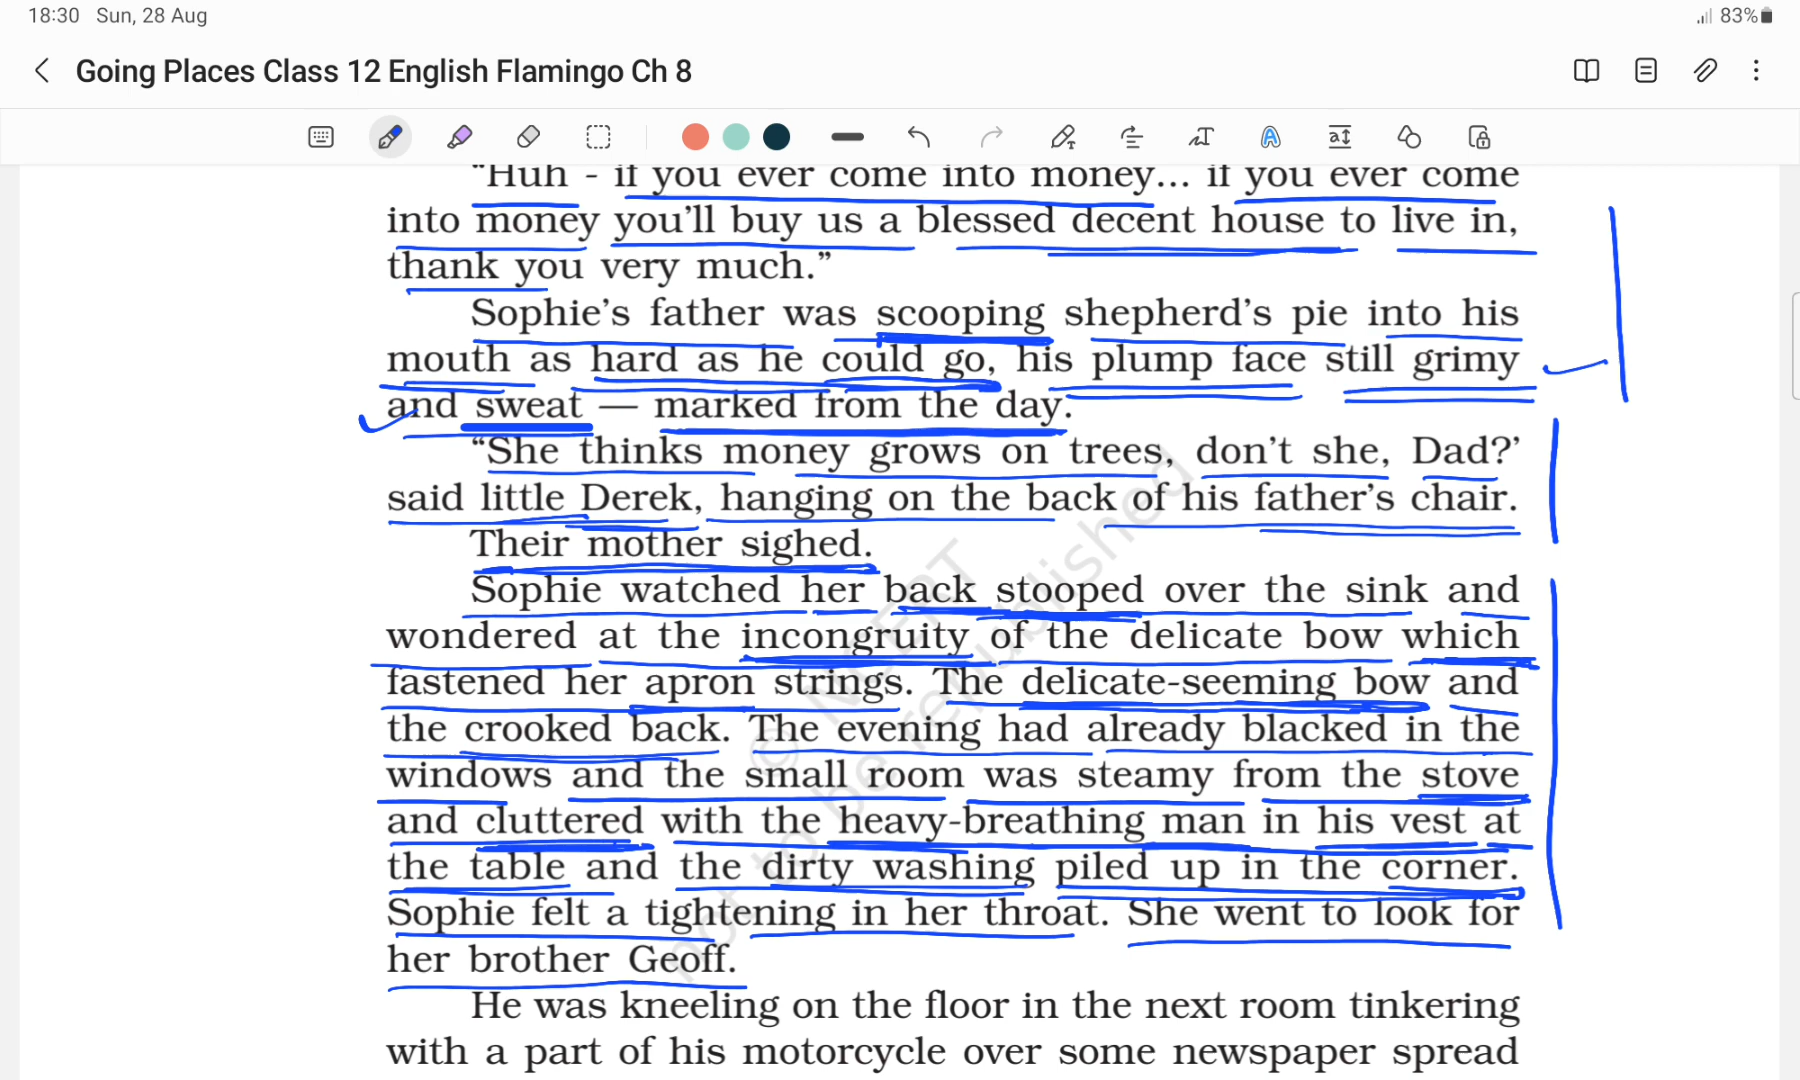 18:30 Sun, 28 Aug 83%
Going Places Class 12 English Flamingo Ch 8
"Huh - if you ever come into money... if you ever come
into money you'll buy us a blessed decent house to live in,
thank you very much."
Sophie's father was scooping shepherd's pie into his
mouth as hard as he could go, his plump face still grimy
and sweat — marked from the day.
"She thinks money grows on trees, don't she, Dad?'
said little Derek, hanging on the back of his father's chair.
Their mother sighed.
Sophie watched her back stooped over the sink and
wondered at the incongruity of the delicate bow which
fastened her apron strings. The delicate-seeming bow and
the crooked back. The evening had already blacked in the
windows and the small room was steamy from the stove
and cluttered with the heavy-breathing man in his vest at
the table and the dirty washing piled up in the corner.
Sophie felt a tightening in her throat. She went to look for
her brother Geoff.
He was kneeling on the floor in the next room tinkering
with a part of his motorcycle over some newspaper spread
© NCERT
not to be republished